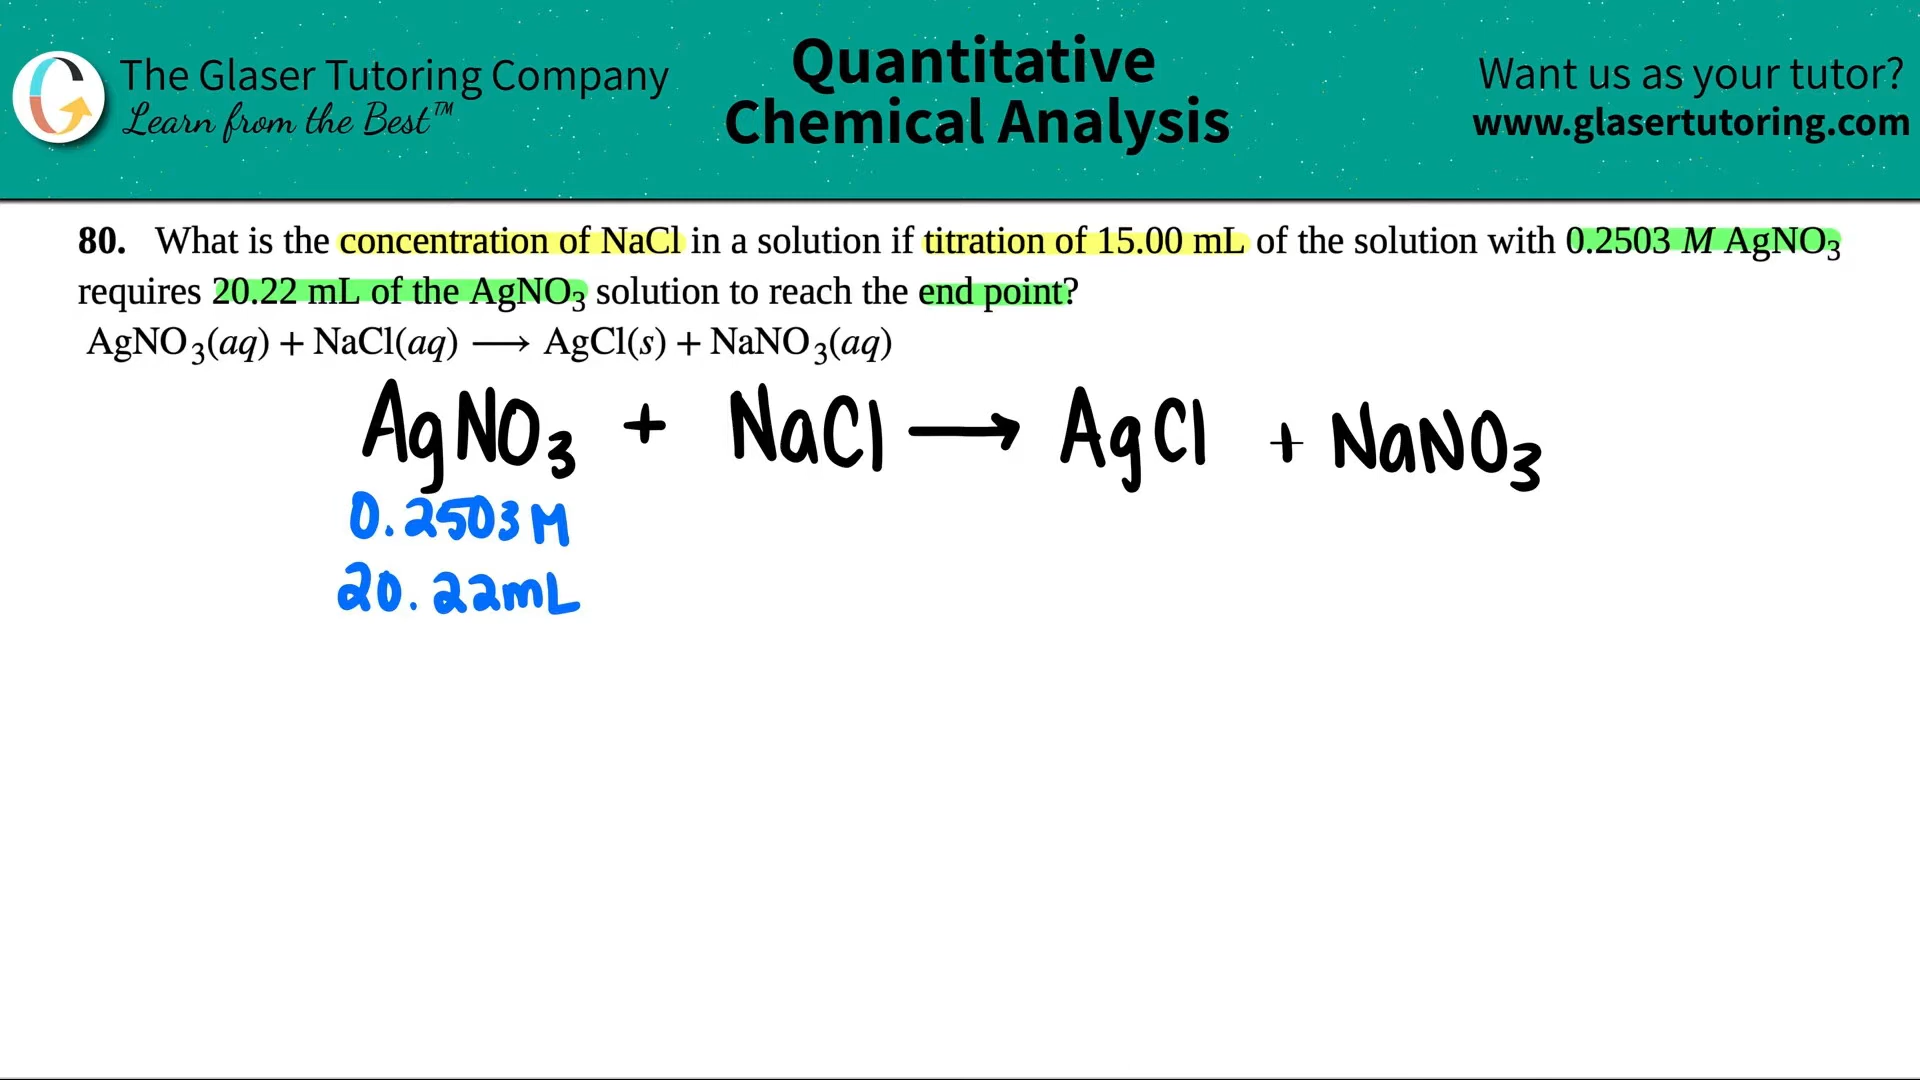 The Glaser Tutoring Company
Learn from the Best™
Quantitative
Chemical Analysis
Want us as your tutor?
www.glasertutoring.com
80. What is the concentration of NaCl in a solution if titration of 15.00 mL of the solution with 0.2503 M AgNO₃
requires 20.22 mL of the AgNO₃ solution to reach the end point?
AgNO₃(aq) + NaCl(aq) ⟶ AgCl(s) + NaNO₃(aq)
AgNO₃ + NaCl ⟶ AgCl + NaNO₃
0.2503 M
20.22mL